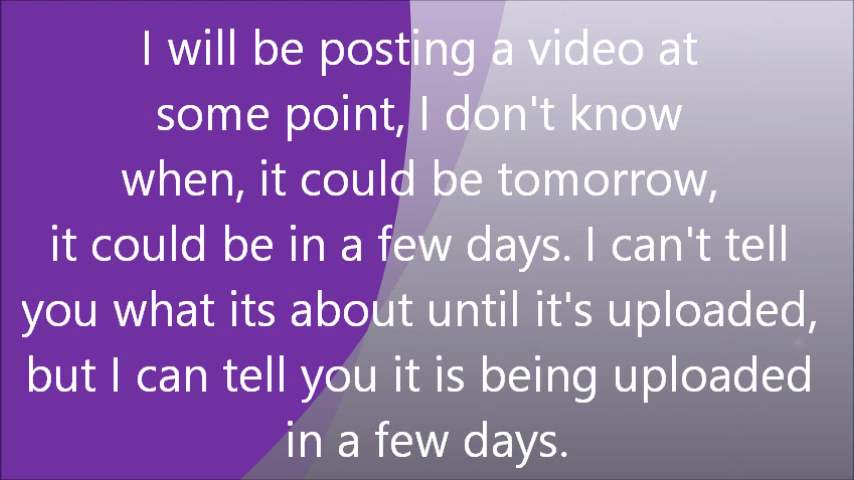 I will be posting a video at
some point, I don't know
when, it could be tomorrow,
it could be in a few days. I can't tell
you what its about until it's uploaded,
but I can tell you it is being uploaded
in a few days.